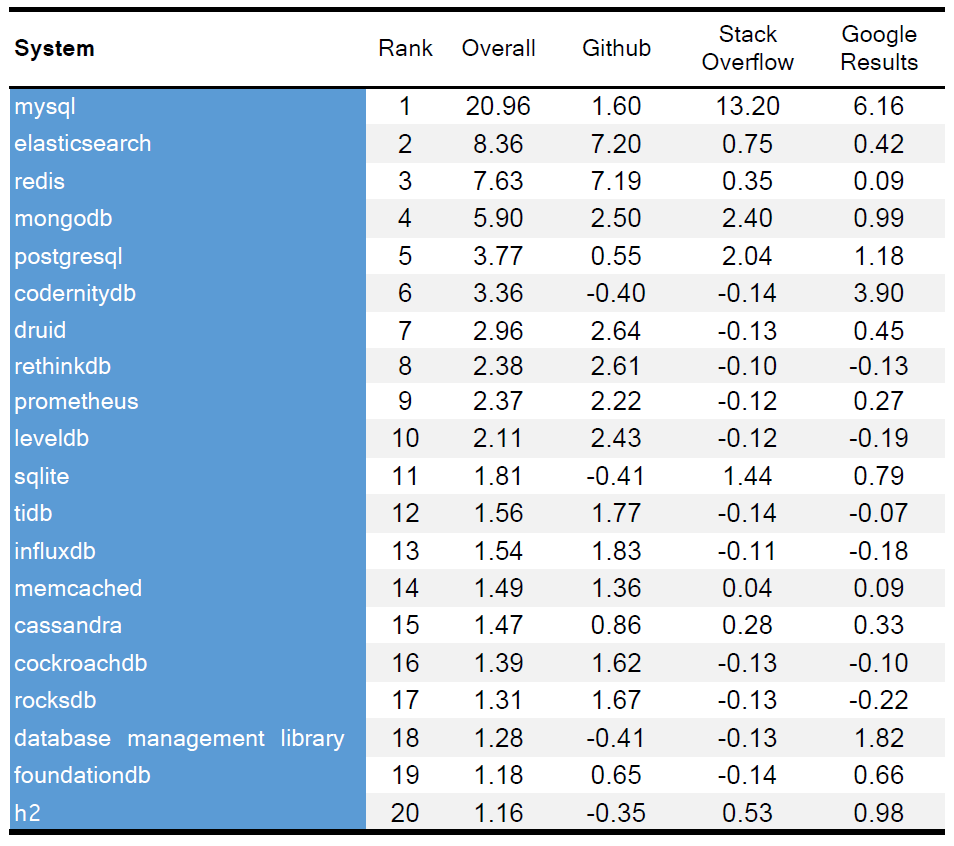 System Rank Overall Github Stack Overflow Google Results
mysql 1 20.96 1.60 13.20 6.16
elasticsearch 2 8.36 7.20 0.75 0.42
redis 3 7.63 7.19 0.35 0.09
mongodb 4 5.90 2.50 2.40 0.99
postgresql 5 3.77 0.55 2.04 1.18
codernitydb 6 3.36 -0.40 -0.14 3.90
druid 7 2.96 2.64 -0.13 0.45
rethinkdb 8 2.38 2.61 -0.10 -0.13
prometheus 9 2.37 2.22 -0.12 0.27
leveldb 10 2.11 2.43 -0.12 -0.19
sqlite 11 1.81 -0.41 1.44 0.79
tidb 12 1.56 1.77 -0.14 -0.07
influxdb 13 1.54 1.83 -0.11 -0.18
memcached 14 1.49 1.36 0.04 0.09
cassandra 15 1.47 0.86 0.28 0.33
cockroachdb 16 1.39 1.62 -0.13 -0.10
rocksdb 17 1.31 1.67 -0.13 -0.22
database management library 18 1.28 -0.41 -0.13 1.82
foundationdb 19 1.18 0.65 -0.14 0.66
h2 20 1.16 -0.35 0.53 0.98